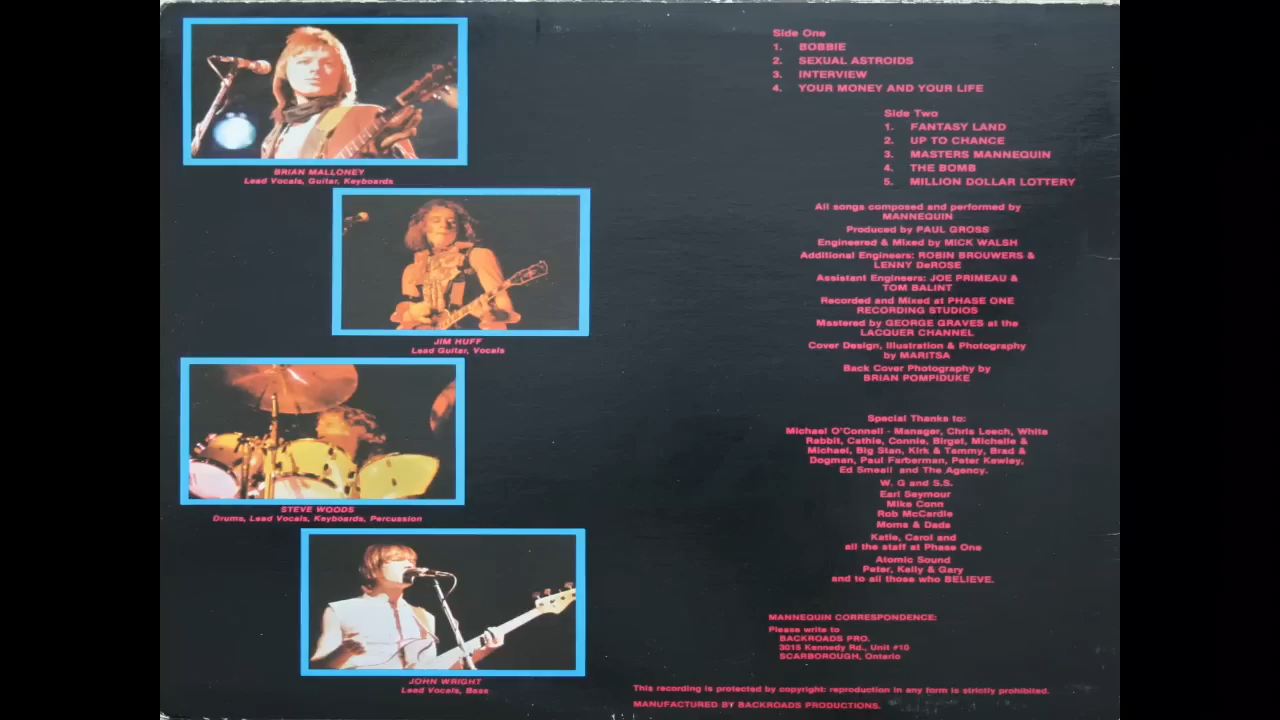 BRIAN MALLONEY
Lead Vocals, Guitar, Keyboards
JIM HUFF
Lead Guitar, Vocals
STEVE WOODS
Drums, Lead Vocals, Keyboards, Percussion
JOHN WRIGHT
Lead Vocals, Bass
Side One
1. BOBBIE
2. SEXUAL ASTROIDS
3. INTERVIEW
4. YOUR MONEY AND YOUR LIFE
Side Two
1. FANTASY LAND
2. UP TO CHANCE
3. MASTERS MANNEQUIN
4. THE BOMB
5. MILLION DOLLAR LOTTERY
All songs composed and performed by
MANNEQUIN
Produced by PAUL GROSS
Engineered & Mixed by MICK WALSH
Additional Engineers: ROBIN BROUWERS &
LENNY DeROSE
Assistant Engineers: JOE PRIMEAU &
TOM BALINT
Recorded and Mixed at PHASE ONE
RECORDING STUDIOS
Mastered by GEORGE GRAVES at the
LACQUER CHANNEL
Cover Design, Illustration & Photography
by MARITSA
Back Cover Photography by
BRIAN POMPIDUKE
Special Thanks to:
Michael O'Connell - Manager, Chris Leech, White
Rabbit, Cathie, Connie, Birget, Michelle &
Michael, Big Stan, Kirk & Tammy, Brad &
Dogman, Paul Farberman, Peter Kewley,
Ed Smeall and The Agency.
W. G and S.S.
Earl Seymour
Mike Conn
Rob McCardle
Moms & Dads
Katie, Carol and
all the staff at Phase One
Atomic Sound
Peter, Kelly & Gary
and to all those who BELIEVE.
MANNEQUIN CORRESPONDENCE:
Please write to
BACKROADS PRO.
3015 Kennedy Rd., Unit #10
SCARBOROUGH, Ontario
This recording is protected by copyright: reproduction in any form is strictly prohibited.
MANUFACTURED BY BACKROADS PRODUCTIONS.